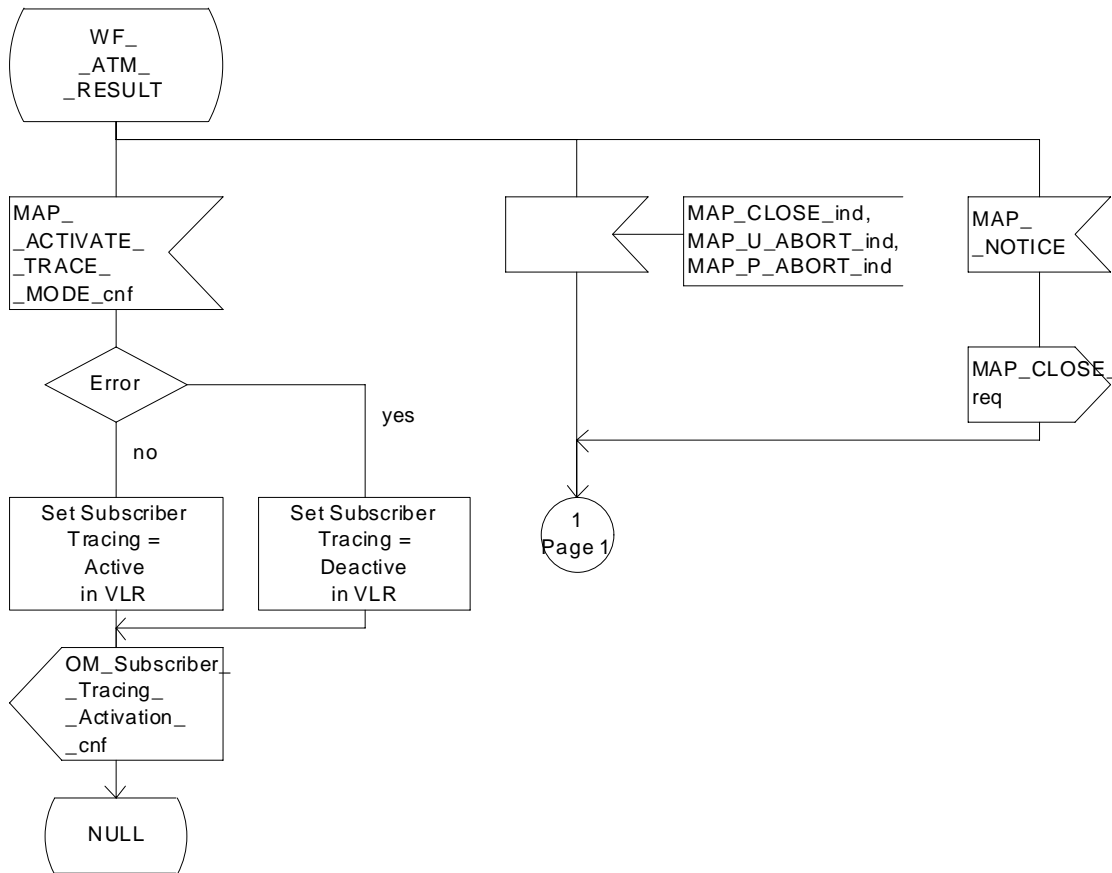 WF_
_ATM_
_RESULT
MAP_
_ACTIVATE_
_TRACE_
_MODE_cnf
MAP_CLOSE_ind,
MAP_U_ABORT_ind,
MAP_P_ABORT_ind
MAP_
_NOTICE
MAP_CLOSE_
req
Error
yes
no
Set Subscriber
Tracing =
Active
in VLR
Set Subscriber
Tracing =
Deactive
in VLR
1
Page 1
OM_Subscriber_
_Tracing_
_Activation_
_cnf
NULL